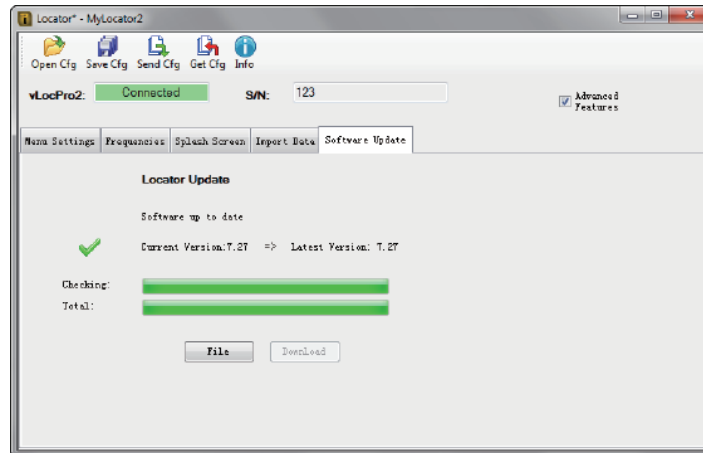 Locator* - MyLocator2
Open Cfg Save Cfg Send Cfg Get Cfg Info
vLocPro2: Connected S/N: 123
Advanced
Features
Menu Settings Frequencies Splash Screen Import Data Software Update
Locator Update
Software up to date
Current Version:7.27 => Latest Version: 7.27
Checking:
Total:
File Download